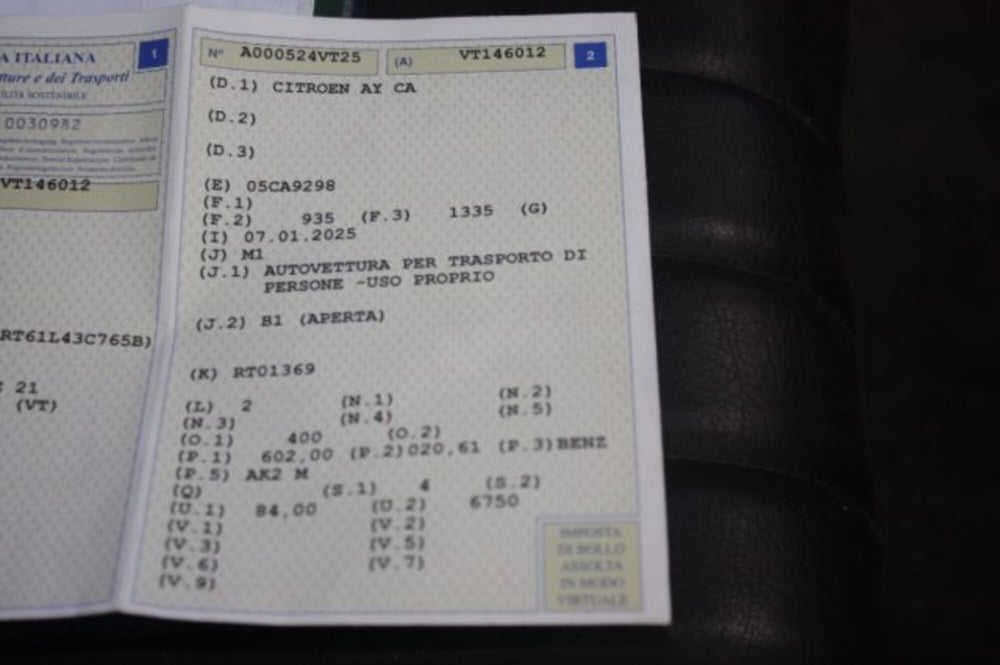 A ITALIANA
1
tture e dei Trasporti
ILITÀ SOSTENIBILE
0030982
VT146012
RT61L43C765B)
21
(VT)
N° A000524VT25
(A) VT146012
2
(D.1) CITROEN AY CA
(D.2)
(D.3)
(E) 05CA9298
(F.1)
(F.2) 935 (F.3) 1335 (G)
(I) 07.01.2025
(J) M1
(J.1) AUTOVETTURA PER TRASPORTO DI
PERSONE -USO PROPRIO
(J.2) B1 (APERTA)
(K) RT01369
(L) 2 (N.1) (N.2)
(N.3) (N.4) (N.5)
(O.1) 400 (O.2)
(P.1) 602,00 (P.2)020,61 (P.3)BENZ
(P.5) AK2 M
(Q) (S.1) 4 (S.2)
(U.1) 84,00 (U.2) 6750
(V.1) (V.2)
(V.3) (V.5)
(V.6) (V.7)
(V.9)
IMPOSTA
DI BOLLO
ASSOLTA
IN MODO
VIRTUALE